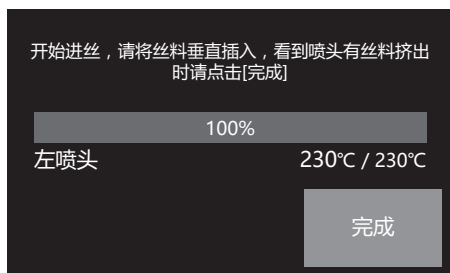 开始进丝，请将丝料垂直插入，看到喷头有丝料挤出
时请点击[完成]
100%
左喷头 230℃ / 230℃
完成